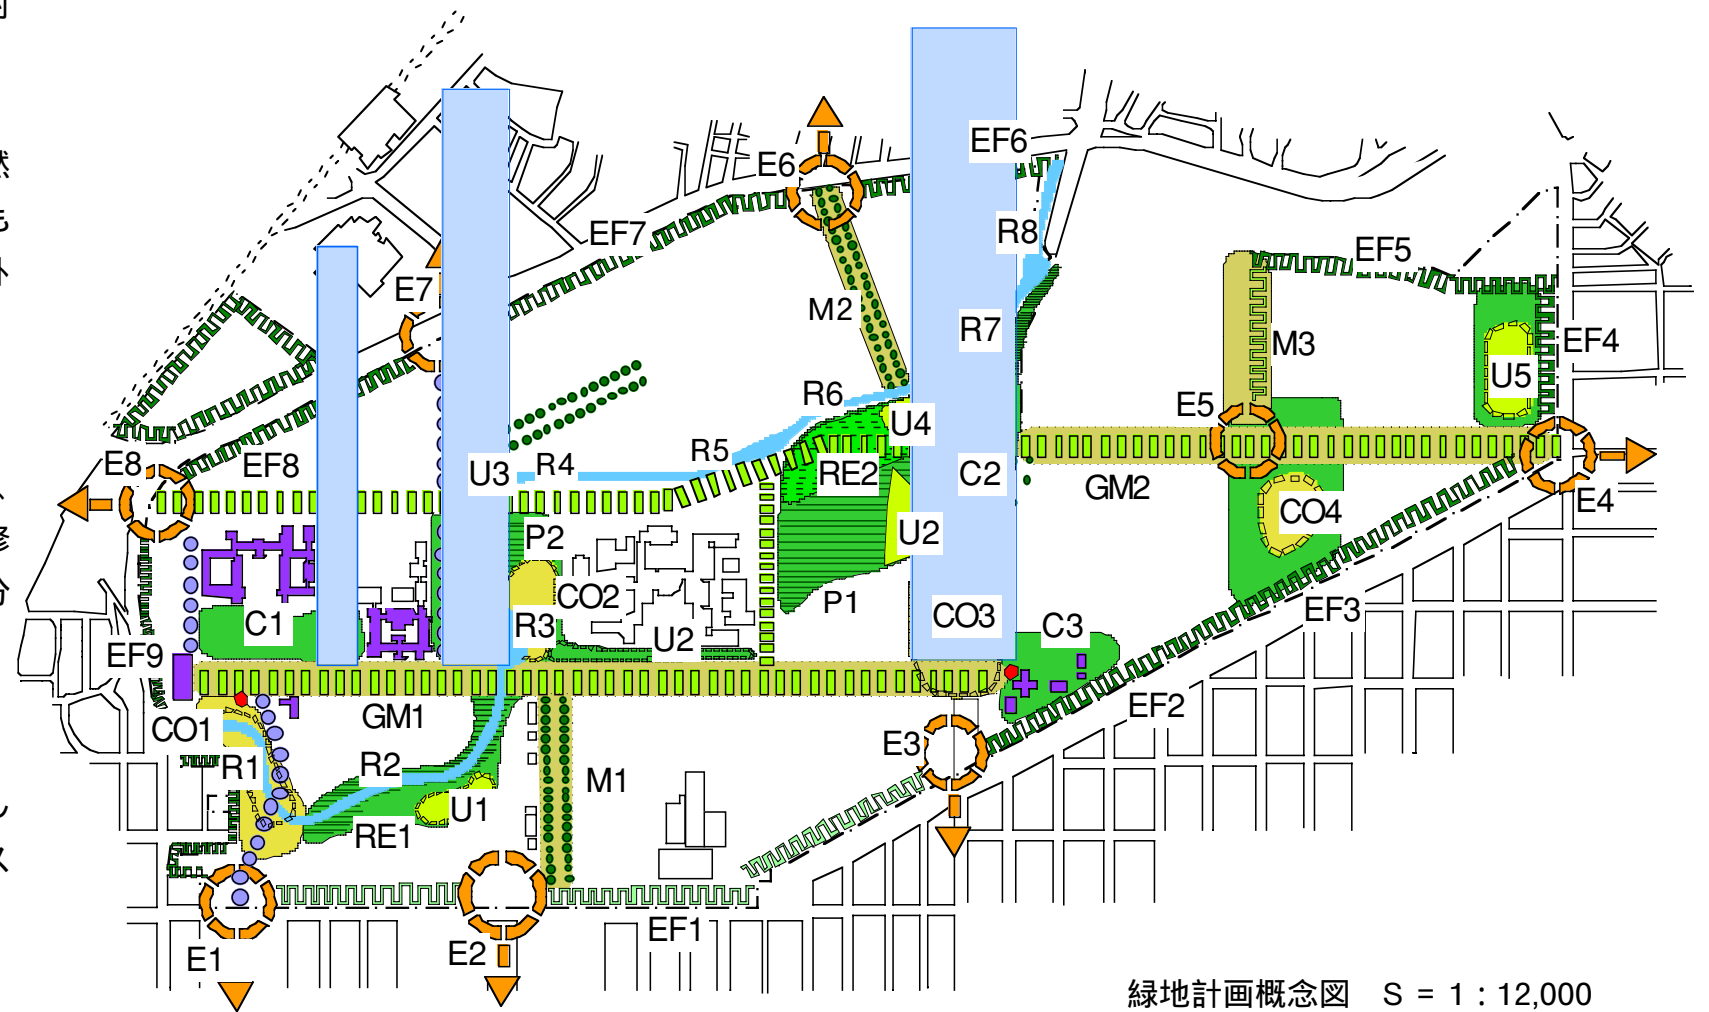 EF6
E6
R8
EF7
EF5
E7
M2
R7
M3
EF4
U5
R6
E5
U4
R5
E8
EF8
U3
R4
RE2
C2
GM2
E4
CO4
P2
U2
CO2
P1
EF3
C1
R3
CO3
C3
U2
EF9
GM1
EF2
CO1
E3
R1
R2
M1
U1
RE1
EF1
E1
E2
緑地計画概念図 S = 1 : 12,000